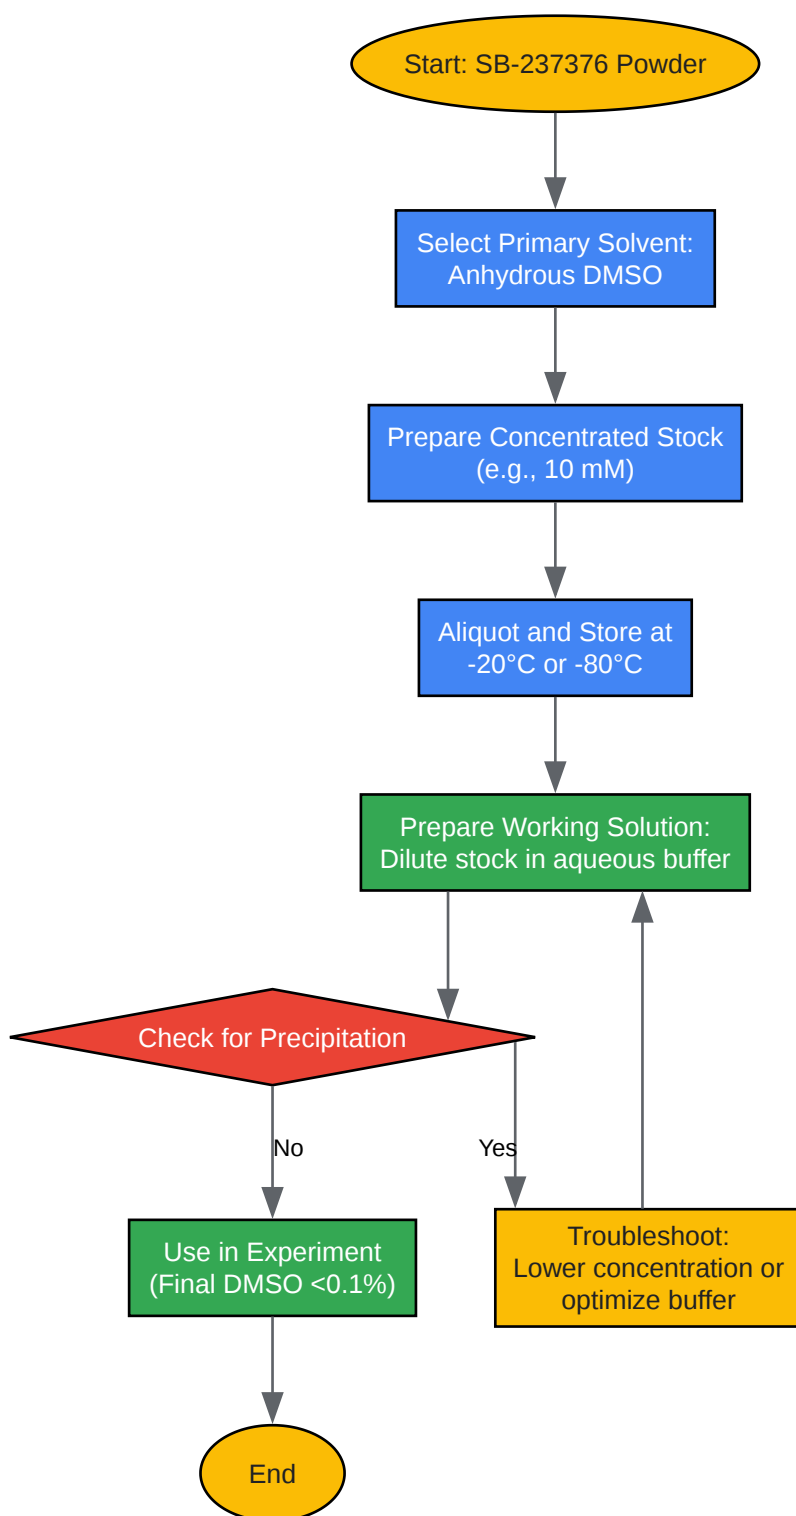 Start: SB-237376 Powder
Select Primary Solvent:
Anhydrous DMSO
Prepare Concentrated Stock
(e.g., 10 mM)
Aliquot and Store at
-20°C or -80°C
Prepare Working Solution:
Dilute stock in aqueous buffer
Check for Precipitation
No
Yes
Use in Experiment
(Final DMSO <0.1%)
Troubleshoot:
Lower concentration or
optimize buffer
End